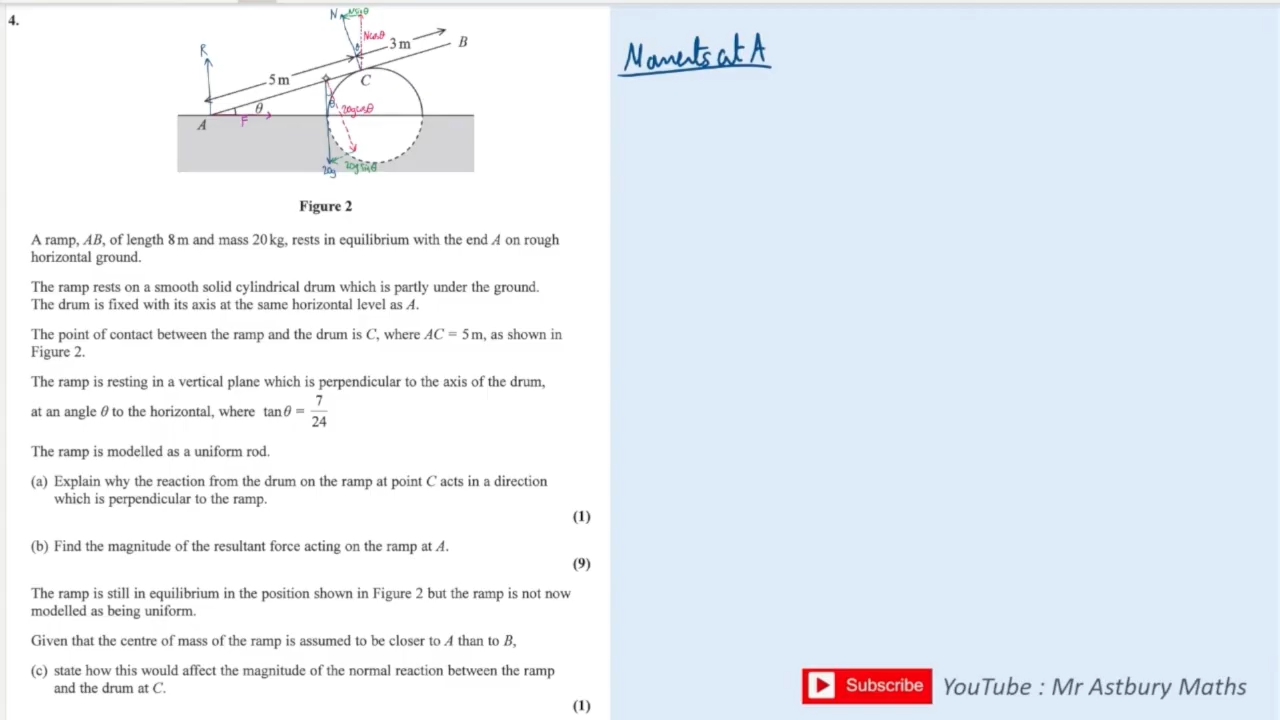 4.
N
Nsinθ
Ncosθ
θ
3 m
B
R
5 m
C
θ
θ
20gcosθ
A
F
20g
20gsinθ
Figure 2
A ramp, AB, of length 8 m and mass 20 kg, rests in equilibrium with the end A on rough
horizontal ground.
The ramp rests on a smooth solid cylindrical drum which is partly under the ground.
The drum is fixed with its axis at the same horizontal level as A.
The point of contact between the ramp and the drum is C, where AC = 5 m, as shown in
Figure 2.
The ramp is resting in a vertical plane which is perpendicular to the axis of the drum,
at an angle θ to the horizontal, where tan θ = 7/24
The ramp is modelled as a uniform rod.
(a) Explain why the reaction from the drum on the ramp at point C acts in a direction
which is perpendicular to the ramp.
(1)
(b) Find the magnitude of the resultant force acting on the ramp at A.
(9)
The ramp is still in equilibrium in the position shown in Figure 2 but the ramp is not now
modelled as being uniform.
Given that the centre of mass of the ramp is assumed to be closer to A than to B,
(c) state how this would affect the magnitude of the normal reaction between the ramp
and the drum at C.
(1)
Moments at A
Subscribe
YouTube : Mr Astbury Maths